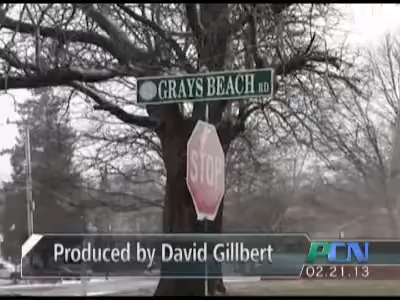 GRAYS BEACH RD
STOP
Produced by David Gillbert
PCN
02.21.13